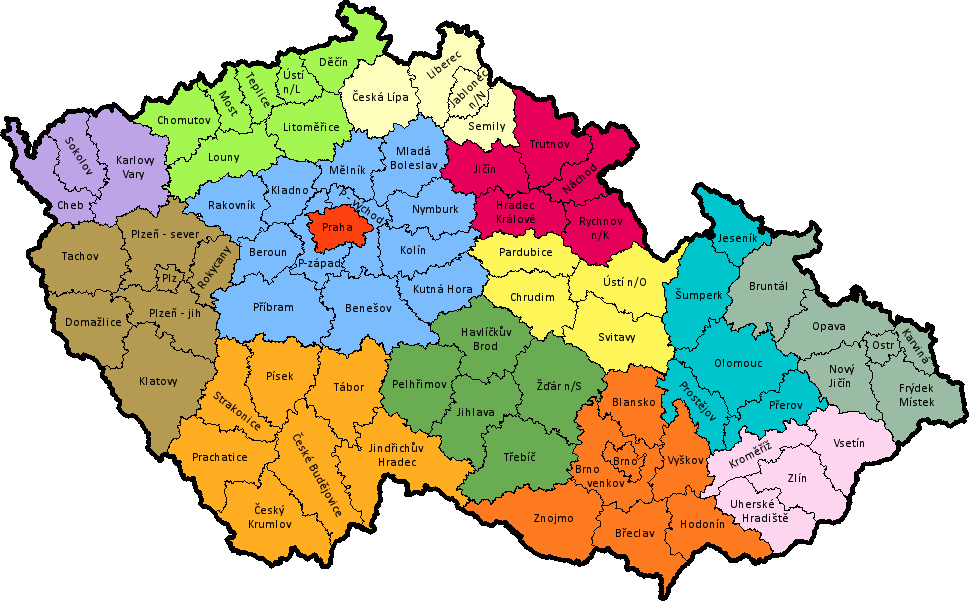 Děčín
Ústí
n/L
Teplice
Most
Chomutov
Litoměřice
Louny
Liberec
Jablonec
n/N
Česká Lípa
Semily
Sokolov
Karlovy
Vary
Cheb
Trutnov
Jičín
Náchod
Hradec
Králové
Rychnov
n/K
Mladá
Boleslav
Mělník
Kladno
Rakovník
P-východ
Nymburk
Praha
Beroun
P-západ
Kolín
Kutná Hora
Příbram
Benešov
Plzeň - sever
Tachov
Plz
Rokycany
Domažlice
Plzeň - jih
Klatovy
Pardubice
Chrudim
Ústí n/O
Svitavy
Jeseník
Šumperk
Olomouc
Prostějov
Přerov
Bruntál
Opava
Ostr
Karviná
Nový
Jičín
Frýdek
Místek
Havlíčkův
Brod
Pelhřimov
Žďár n/S
Jihlava
Třebíč
Písek
Tábor
Strakonice
Prachatice
České Budějovice
Jindřichův
Hradec
Český
Krumlov
Blansko
Brno
Brno
venkov
Vyškov
Znojmo
Břeclav
Hodonín
Kroměříž
Vsetín
Zlín
Uherské
Hradiště